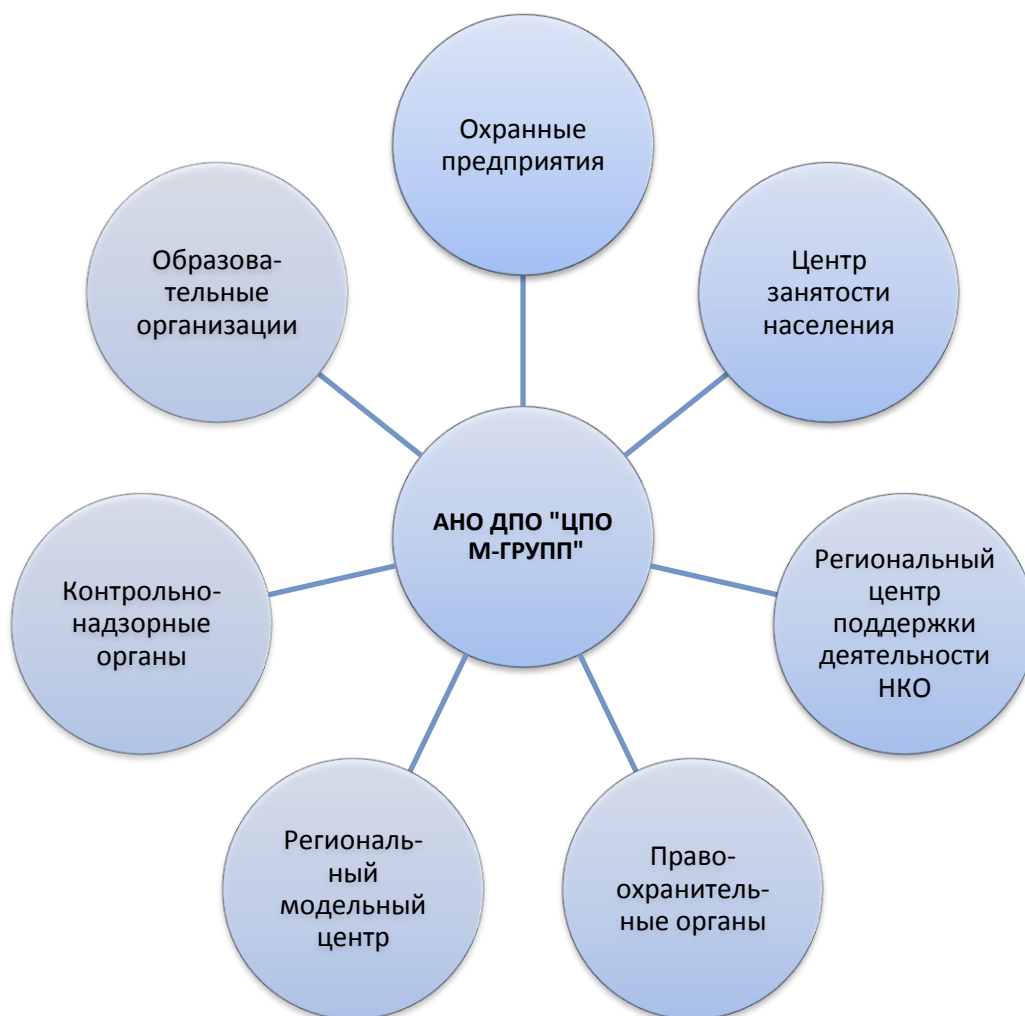 Охранные
предприятия
Образова-
тельные
организации
Центр
занятости
населения
АНО ДПО "ЦПО
М-ГРУПП"
Контрольно-
надзорные
органы
Региональный
центр
поддержки
деятельности
НКО
Региональ-
ный
модельный
центр
Право-
охранитель-
ные органы